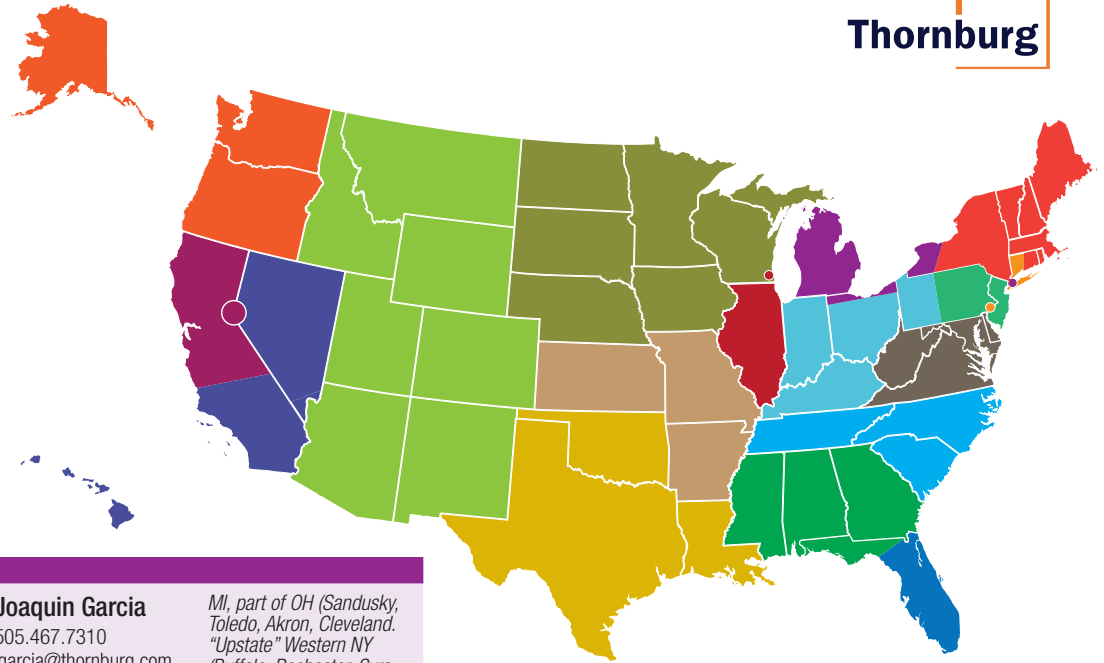 Thornburg
Joaquin Garcia
505.467.7310
MI, part of OH (Sandusky,
Toledo, Akron, Cleveland.
“Upstate” Western NY